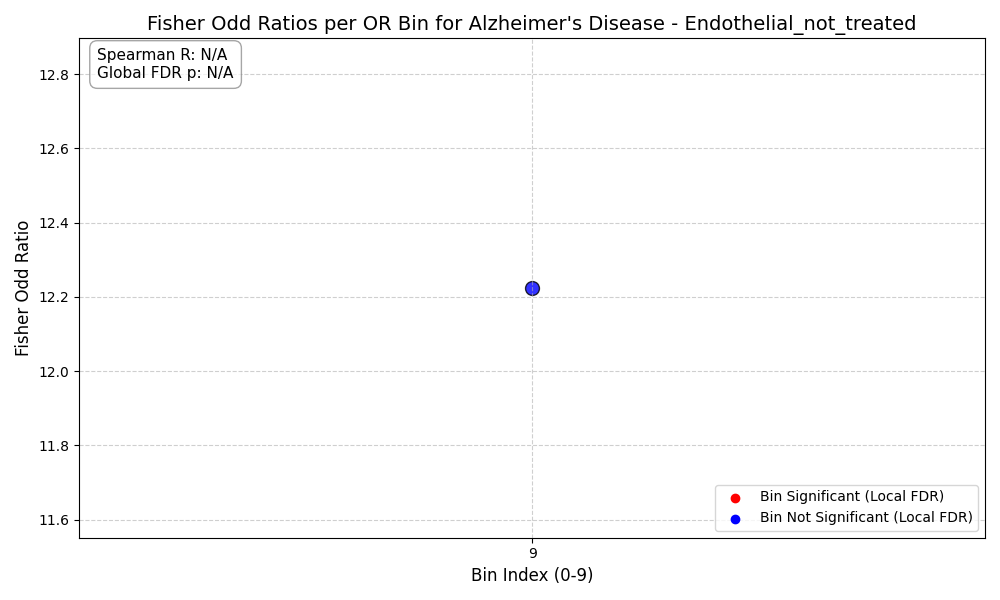 Fisher Odd Ratios per OR Bin for Alzheimer's Disease - Endothelial_not_treated
Spearman R: N/A
Global FDR p: N/A
12.8
12.6
12.4
12.2
12.0
11.8
11.6
Fisher Odd Ratio
Bin Significant (Local FDR)
Bin Not Significant (Local FDR)
9
Bin Index (0-9)